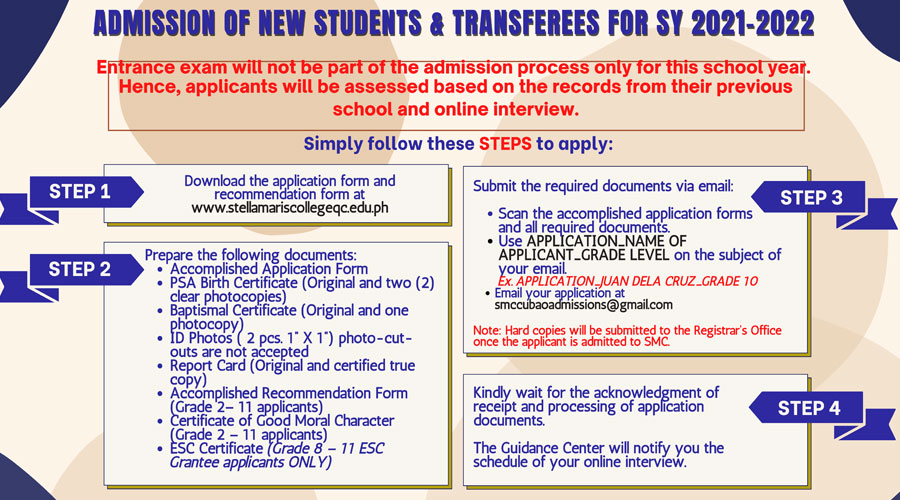 ADMISSION OF NEW STUDENTS & TRANSFEREES FOR SY 2021-2022
Entrance exam will not be part of the admission process only for this school year.
Hence, applicants will be assessed based on the records from their previous
school and online interview.
Simply follow these STEPS to apply:
STEP 1
Download the application form and
recommendation form at
www.stellamariscollegeqc.edu.ph
STEP 2
Prepare the following documents:
• Accomplished Application Form
• PSA Birth Certificate (Original and two (2)
clear photocopies)
• Baptismal Certificate (Original and one
photocopy)
• ID Photos ( 2 pcs. 1" X 1") photo-cut-
outs are not accepted
• Report Card (Original and certified true
copy)
• Accomplished Recommendation Form
(Grade 2– 11 applicants)
• Certificate of Good Moral Character
(Grade 2 – 11 applicants)
• ESC Certificate (Grade 8 – 11 ESC
Grantee applicants ONLY)
STEP 3
Submit the required documents via email:
• Scan the accomplished application forms
and all required documents.
• Use APPLICATION_NAME OF
APPLICANT_GRADE LEVEL on the subject of
your email.
Ex. APPLICATION_JUAN DELA CRUZ_GRADE 10
• Email your application at
smccubaoadmissions@gmail.com
Note: Hard copies will be submitted to the Registrar's Office
once the applicant is admitted to SMC.
STEP 4
Kindly wait for the acknowledgment of
receipt and processing of application
documents.
The Guidance Center will notify you the
schedule of your online interview.